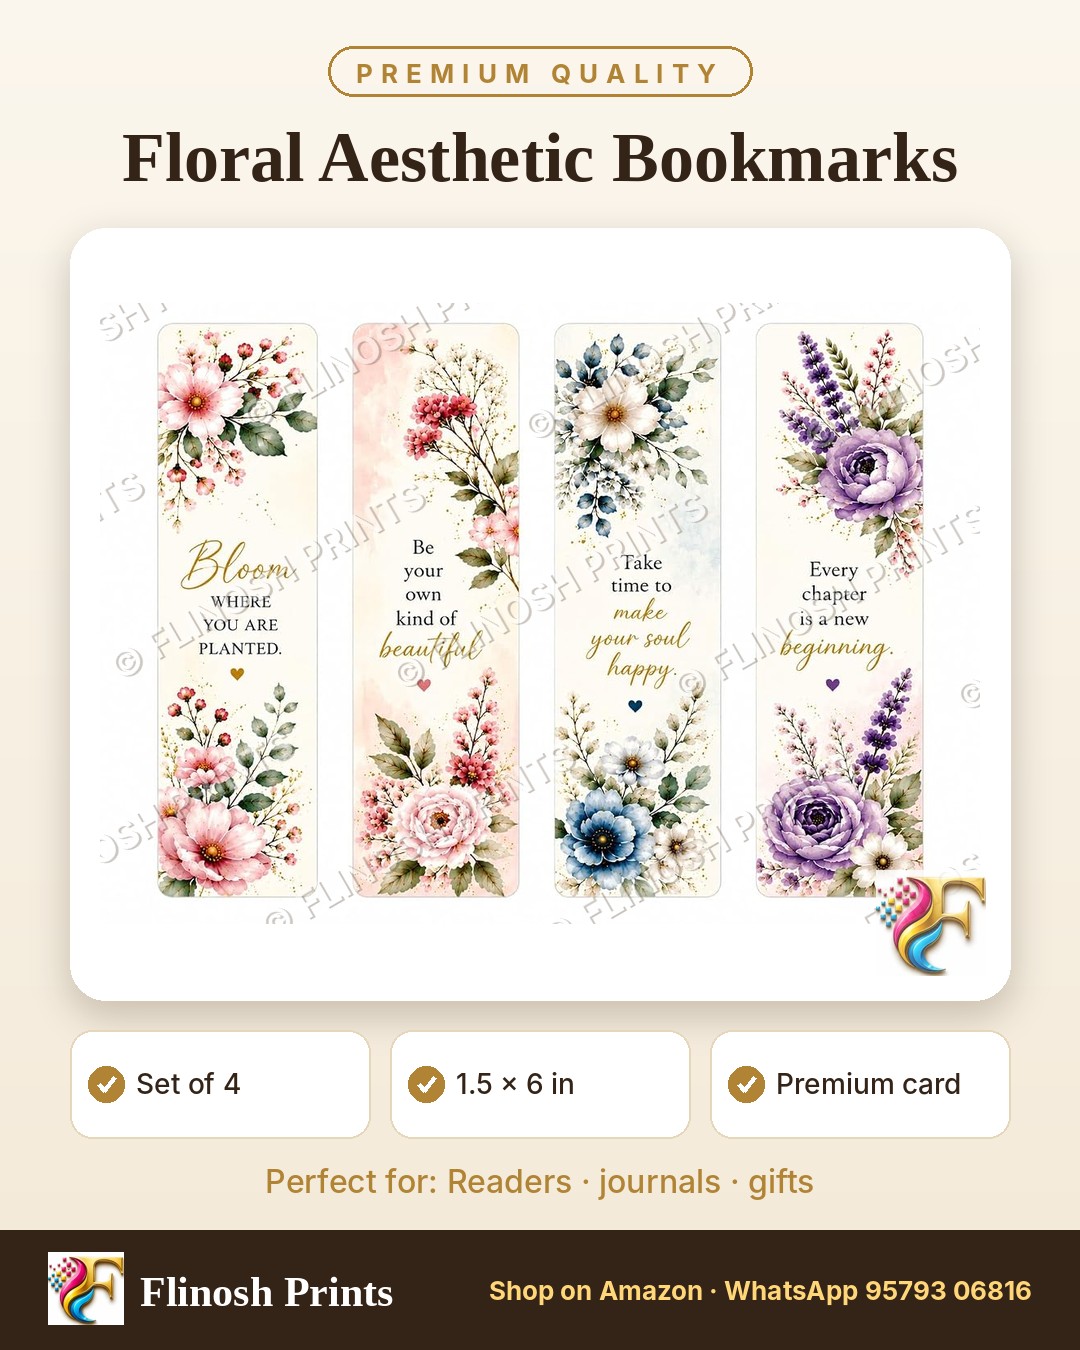 PREMIUM QUALITY
Floral Aesthetic Bookmarks
Bloom
WHERE
YOU ARE
PLANTED.
Be
your
own
kind of
beautiful
Take
time to
make
your soul
happy.
Every
chapter
is a new
beginning.
© FLINOSH PRINTS
Set of 4
1.5 × 6 in
Premium card
Perfect for: Readers · journals · gifts
Flinosh Prints
Shop on Amazon · WhatsApp 95793 06816